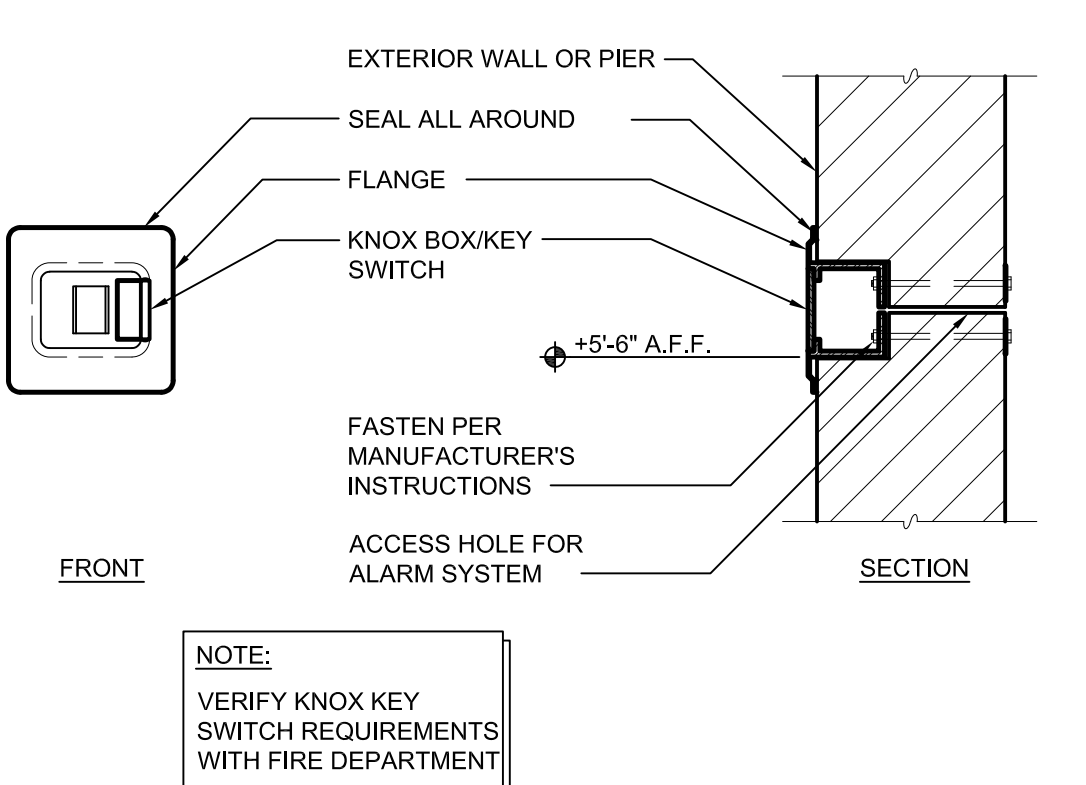 EXTERIOR WALL OR PIER
SEAL ALL AROUND
FLANGE
KNOX BOX/KEY
SWITCH
+5'-6" A.F.F.
FASTEN PER
MANUFACTURER'S
INSTRUCTIONS
ACCESS HOLE FOR
ALARM SYSTEM
FRONT
SECTION
NOTE:
VERIFY KNOX KEY
SWITCH REQUIREMENTS
WITH FIRE DEPARTMENT